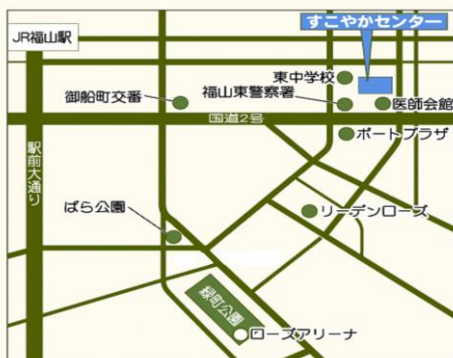 すこやかセンター
JR福山駅
東中学校
御船町交番
福山東警察署
医師会館
国道2号
ポートプラザ
駅前大通り
ばら公園
リーデンローズ
緑町公園
ローズアリーナ